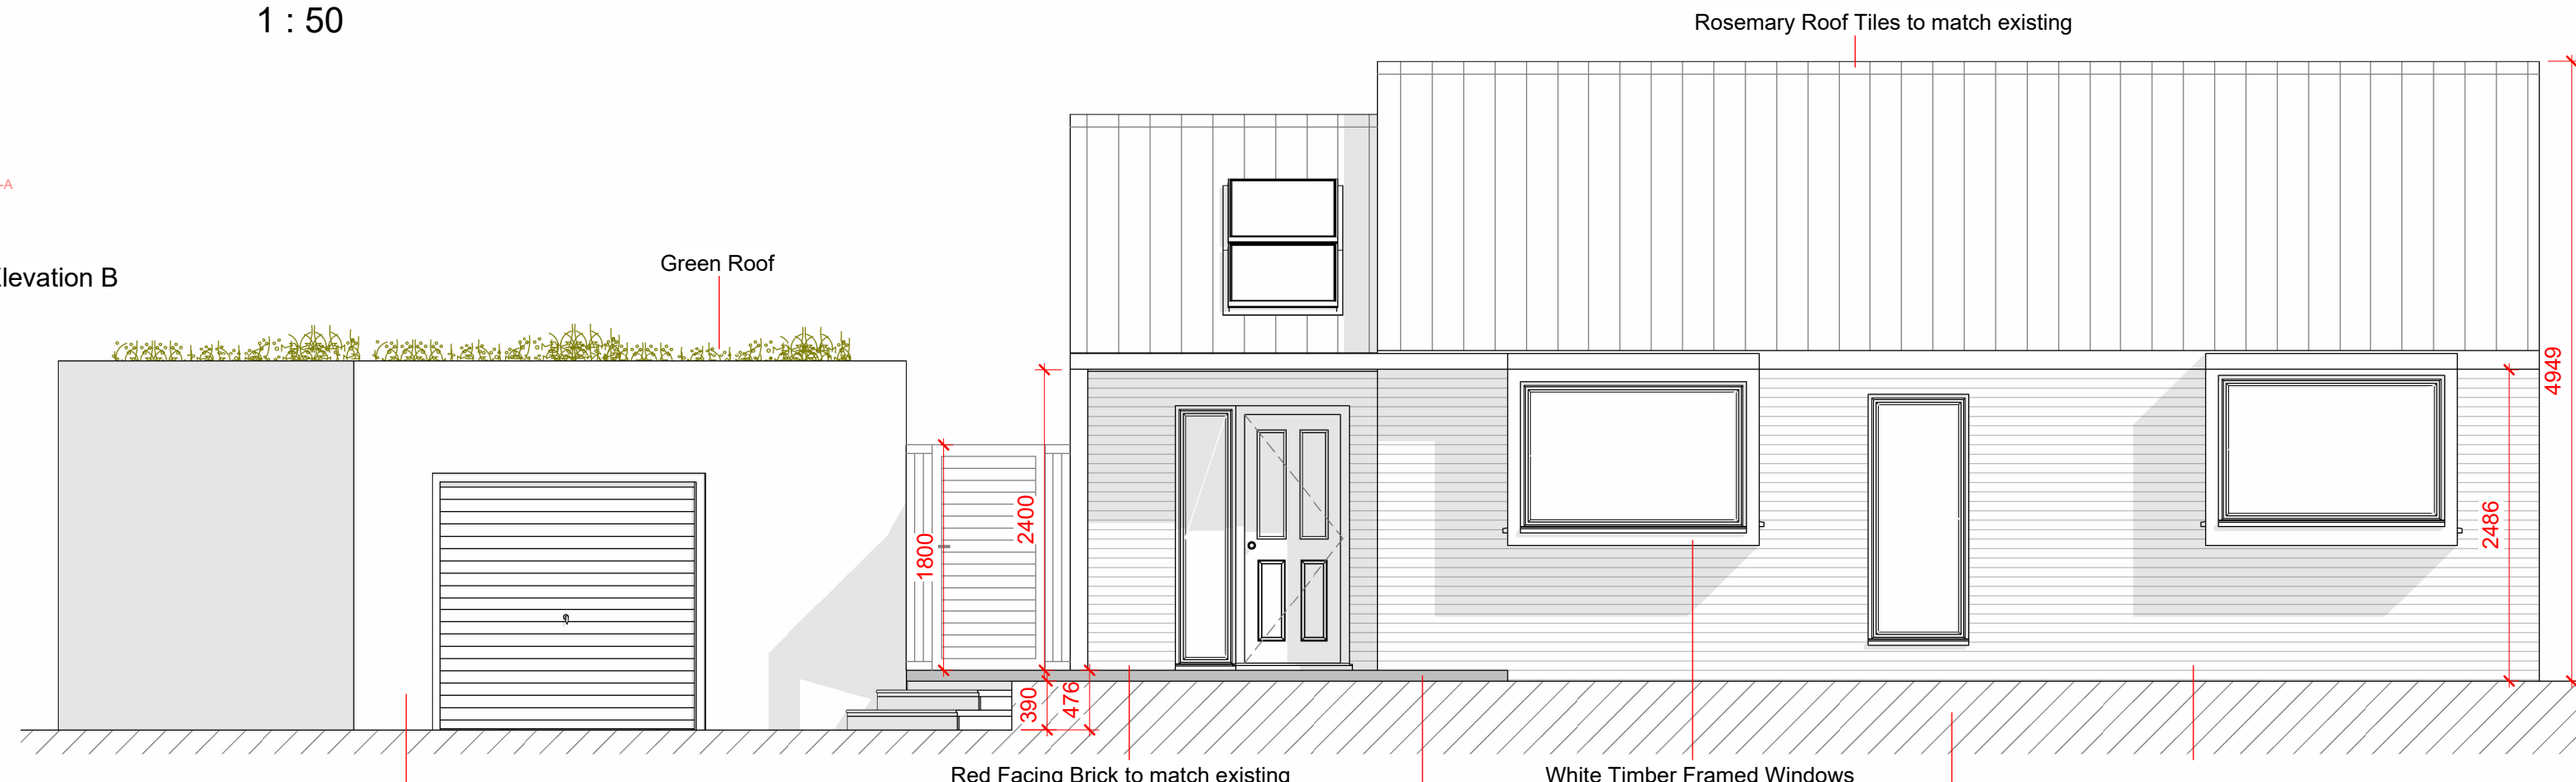 1 : 50
Rosemary Roof Tiles to match existing
-A
Green Roof
levation B
4949
2400
2486
1800
390
476
Red Facing Brick to match existing
White Timber Framed Windows